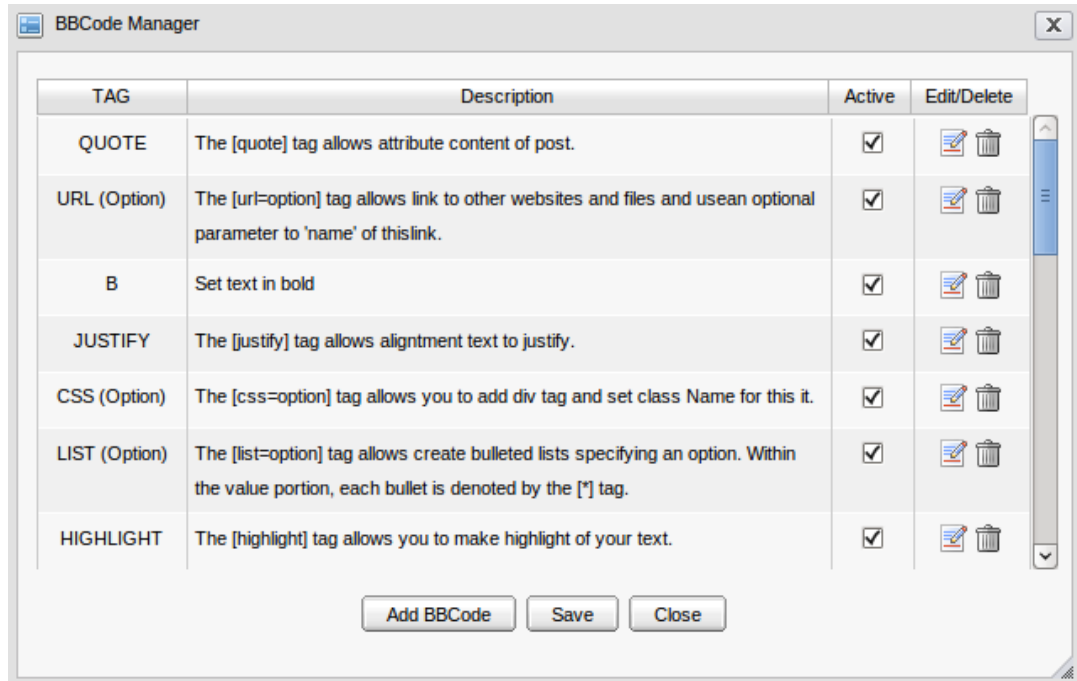 BBCode Manager
X
TAG Description Active Edit/Delete
QUOTE The [quote] tag allows attribute content of post.
URL (Option) The [url=option] tag allows link to other websites and files and usean optional
parameter to 'name' of thislink.
B Set text in bold
JUSTIFY The [justify] tag allows aligntment text to justify.
CSS (Option) The [css=option] tag allows you to add div tag and set class Name for this it.
LIST (Option) The [list=option] tag allows create bulleted lists specifying an option. Within
the value portion, each bullet is denoted by the [*] tag.
HIGHLIGHT The [highlight] tag allows you to make highlight of your text.
Add BBCode Save Close